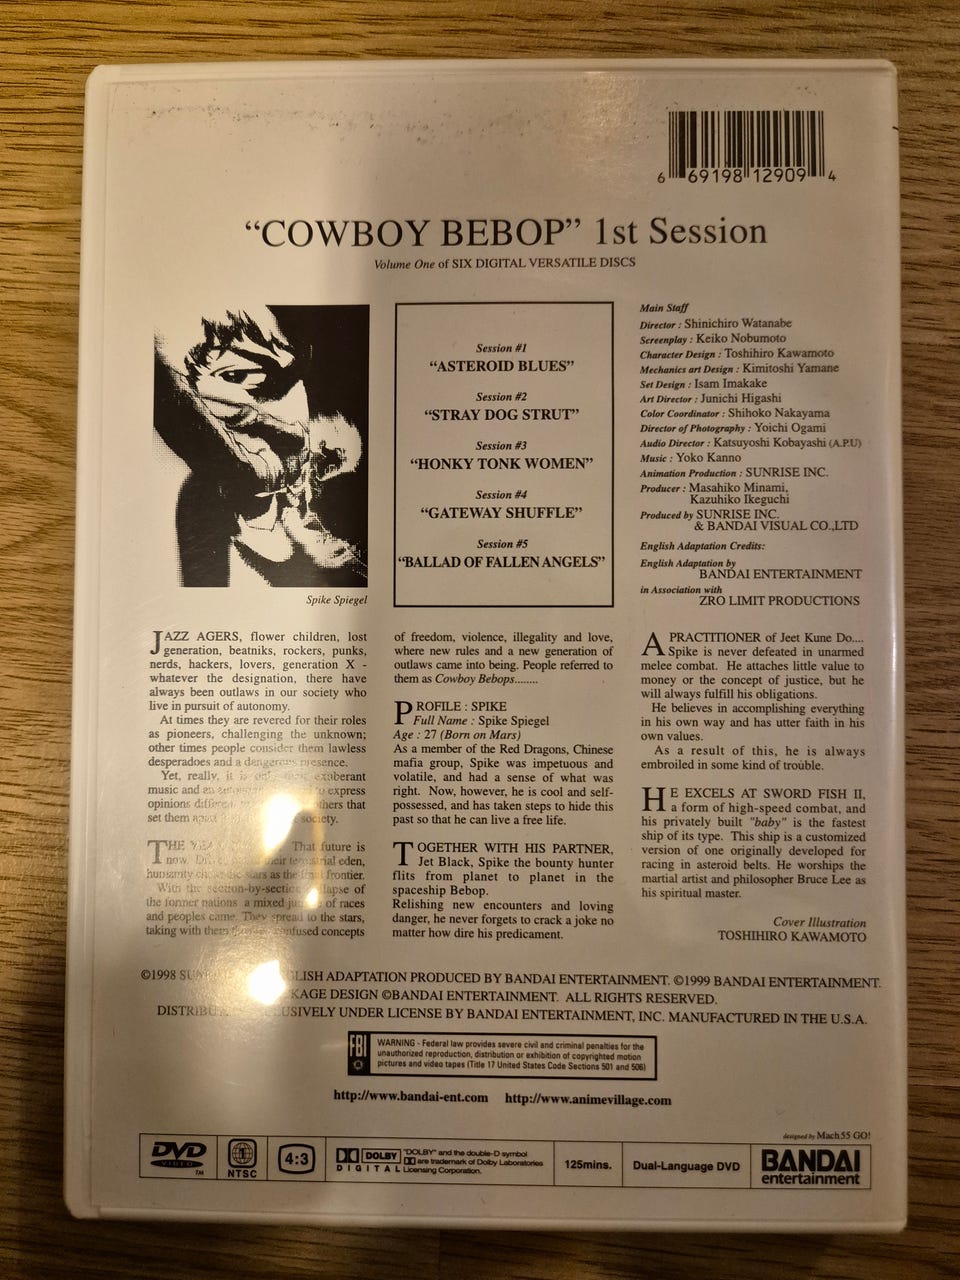 6 69198 12909 4
“COWBOY BEBOP” 1st Session
Volume One of SIX DIGITAL VERSATILE DISCS
Spike Spiegel
Session #1
“ASTEROID BLUES”
Session #2
“STRAY DOG STRUT”
Session #3
“HONKY TONK WOMEN”
Session #4
“GATEWAY SHUFFLE”
Session #5
“BALLAD OF FALLEN ANGELS”
Main Staff
Director : Shinichiro Watanabe
Screenplay : Keiko Nobumoto
Character Design : Toshihiro Kawamoto
Mechanics art Design : Kimitoshi Yamane
Set Design : Isam Imakake
Art Director : Junichi Higashi
Color Coordinator : Shihoko Nakayama
Director of Photography : Yoichi Ogami
Audio Director : Katsuyoshi Kobayashi (A.P.U)
Music : Yoko Kanno
Animation Production : SUNRISE INC.
Producer : Masahiko Minami,
Kazuhiko Ikeguchi
Produced by SUNRISE INC.
& BANDAI VISUAL CO.,LTD
English Adaptation Credits:
English Adaptation by
BANDAI ENTERTAINMENT
in Association with
ZRO LIMIT PRODUCTIONS
JAZZ AGERS, flower children, lost
generation, beatniks, rockers, punks,
nerds, hackers, lovers, generation X -
whatever the designation, there have
always been outlaws in our society who
live in pursuit of autonomy.
At times they are revered for their roles
as pioneers, challenging the unknown;
other times people consider them lawless
desperadoes and a dangerous presence.
Yet, really, it is only exuberant
music and an to express
opinions others that
set them apart society.
THE That future is
now. their terrestrial eden,
humanity the stars as the frontier.
With the section-by-section of
the former nations a mixed of races
and peoples came. They spread to the stars,
taking with them confused concepts
of freedom, violence, illegality and love,
where new rules and a new generation of
outlaws came into being. People referred to
them as Cowboy Bebops........
PROFILE : SPIKE
Full Name : Spike Spiegel
Age : 27 (Born on Mars)
As a member of the Red Dragons, Chinese
mafia group, Spike was impetuous and
volatile, and had a sense of what was
right. Now, however, he is cool and self-
possessed, and has taken steps to hide this
past so that he can live a free life.
TOGETHER WITH HIS PARTNER,
Jet Black, Spike the bounty hunter
flits from planet to planet in the
spaceship Bebop.
Relishing new encounters and loving
danger, he never forgets to crack a joke no
matter how dire his predicament.
A PRACTITIONER of Jeet Kune Do....
Spike is never defeated in unarmed
melee combat. He attaches little value to
money or the concept of justice, but he
will always fulfill his obligations.
He believes in accomplishing everything
in his own way and has utter faith in his
own values.
As a result of this, he is always
embroiled in some kind of trouble.
HE EXCELS AT SWORD FISH II,
a form of high-speed combat, and
his privately built "baby" is the fastest
ship of its type. This ship is a customized
version of one originally developed for
racing in asteroid belts. He worships the
martial artist and philosopher Bruce Lee as
his spiritual master.
Cover Illustration
TOSHIHIRO KAWAMOTO
©1998 ADAPTATION PRODUCED BY BANDAI ENTERTAINMENT. ©1999 BANDAI ENTERTAINMENT.
DESIGN ©BANDAI ENTERTAINMENT. ALL RIGHTS RESERVED.
UNDER LICENSE BY BANDAI ENTERTAINMENT, INC. MANUFACTURED IN THE U.S.A.
FBI
WARNING - Federal law provides severe civil and criminal penalties for the
unauthorized reproduction, distribution or exhibition of copyrighted motion
pictures and video tapes (Title 17 United States Code Sections 501 and 506)
http://www.bandai-ent.com http://www.animevillage.com
designed by Mach55 GO!
DVD
VIDEO
TM
1
NTSC
4:3
DOLBY
DIGITAL
"DOLBY" and the double-D symbol
are trademark of Dolby Laboratories
Licensing Corporation.
125mins.
Dual-Language DVD
BANDAI
entertainment